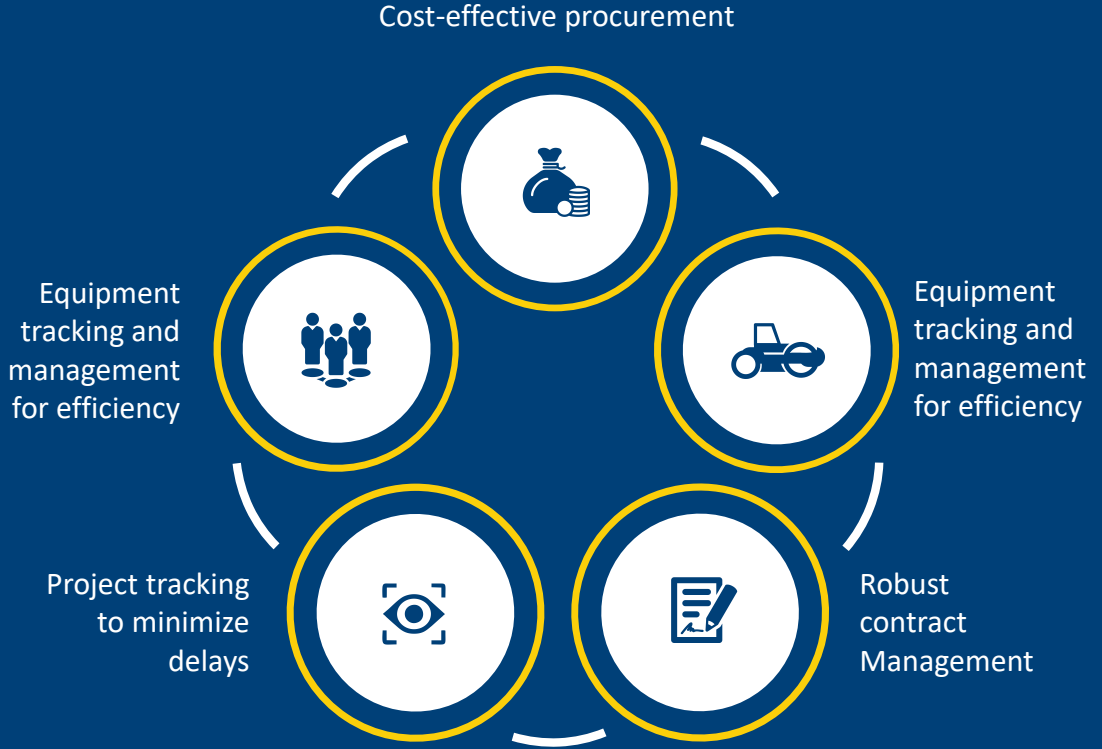 Cost-effective procurement
Equipment
tracking and
management
for efficiency
Equipment
tracking and
management
for efficiency
Project tracking
to minimize
delays
Robust
contract
Management